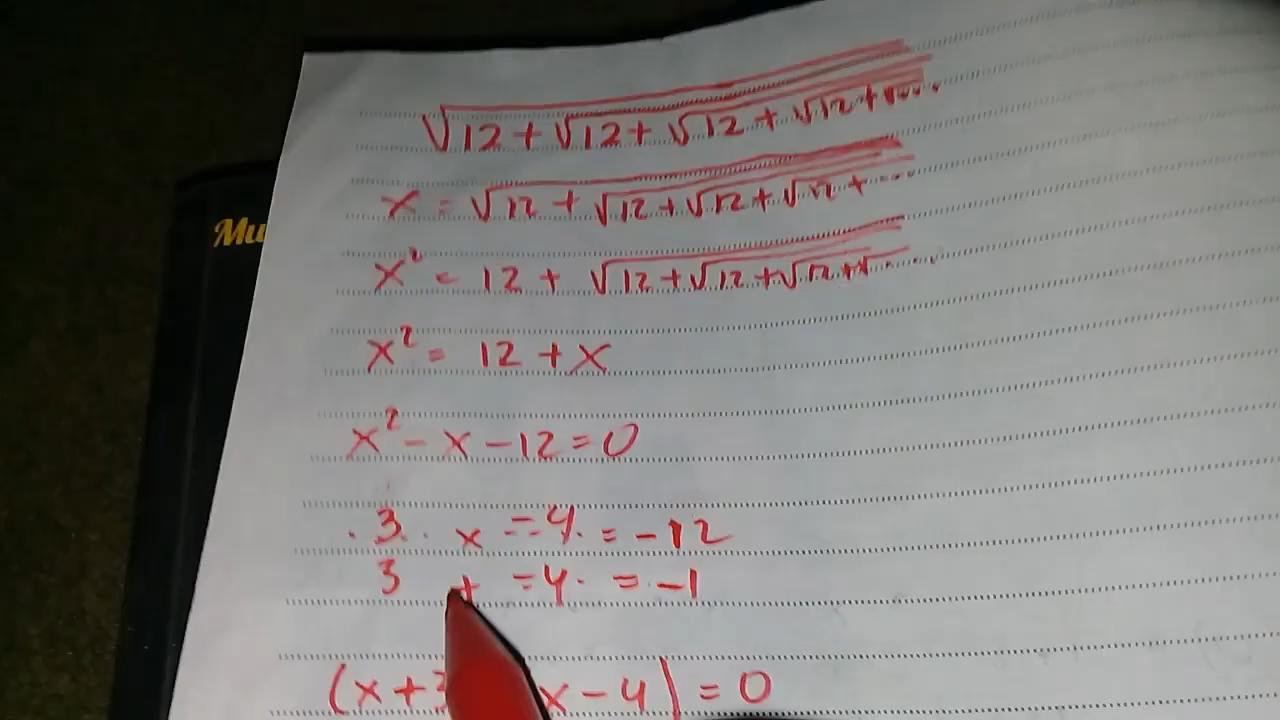 √12+√12+√12+√12+.....
x = √12+√12+√12+√12+...
x² = 12+√12+√12+√12+√.....
x² = 12+x
x²-x-12=0
.3. x -4. = -12
3 + -4. = -1
(x+3 x-4)=0
Mu